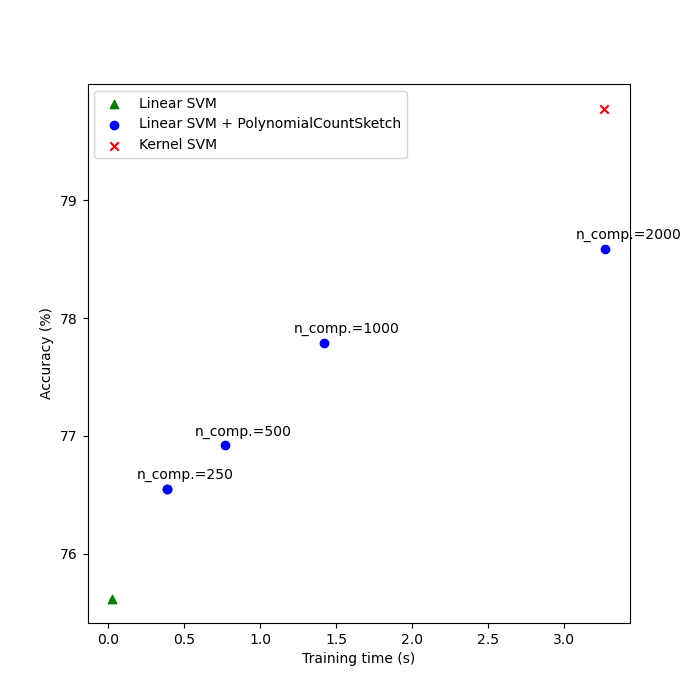 Linear SVM
Linear SVM + PolynomialCountSketch
Kernel SVM
79
n_comp.=2000
78
n_comp.=1000
Accuracy (%)
77
n_comp.=500
n_comp.=250
76
0.0 0.5 1.0 1.5 2.0 2.5 3.0
Training time (s)